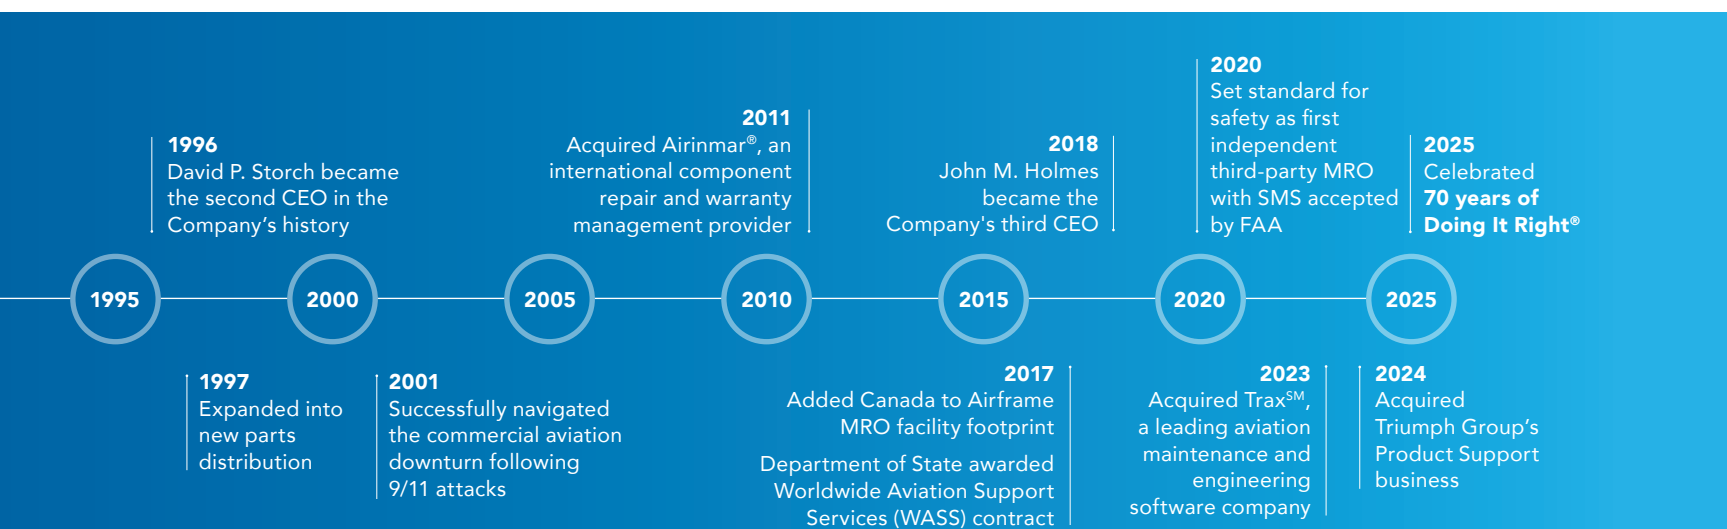 1996
David P. Storch became
the second CEO in the
Company’s history
2011
Acquired Airinmar®, an
international component
repair and warranty
management provider
2018
John M. Holmes
became the
Company's third CEO
2020
Set standard for
safety as first
independent
third-party MRO
with SMS accepted
by FAA
2025
Celebrated
70 years of
Doing It Right®
1995
2000
2005
2010
2015
2020
2025
1997
Expanded into
new parts
distribution
2001
Successfully navigated
the commercial aviation
downturn following
9/11 attacks
2017
Added Canada to Airframe
MRO facility footprint
Department of State awarded
Worldwide Aviation Support
Services (WASS) contract
2023
Acquired Trax℠,
a leading aviation
maintenance and
engineering
software company
2024
Acquired
Triumph Group’s
Product Support
business